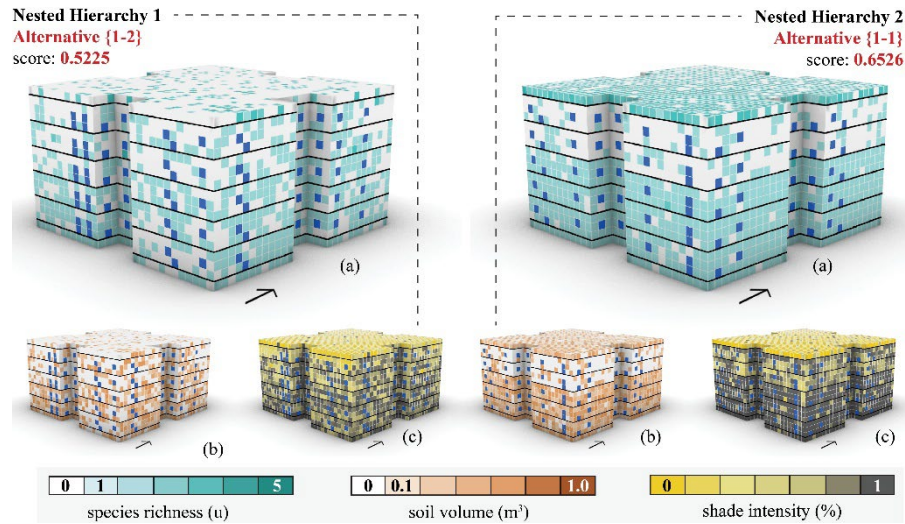 Nested Hierarchy 1
Alternative {1-2}
score: 0.5225
Nested Hierarchy 2
Alternative {1-1}
score: 0.6526
(a)
(a)
(b)
(c)
(b)
(c)
0 1 5
species richness (u)
0 0.1 1.0
soil volume (m³)
0 1
shade intensity (%)